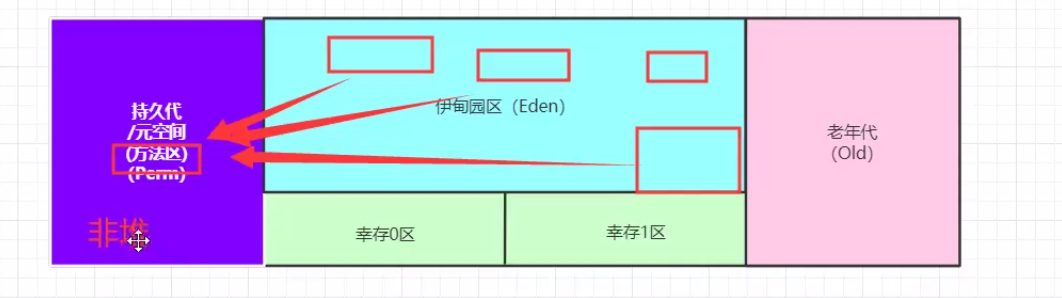 持久代
/元空间
(方法区)
(Perm)
非堆
伊甸园区（Eden）
幸存0区
幸存1区
老年代
（Old）